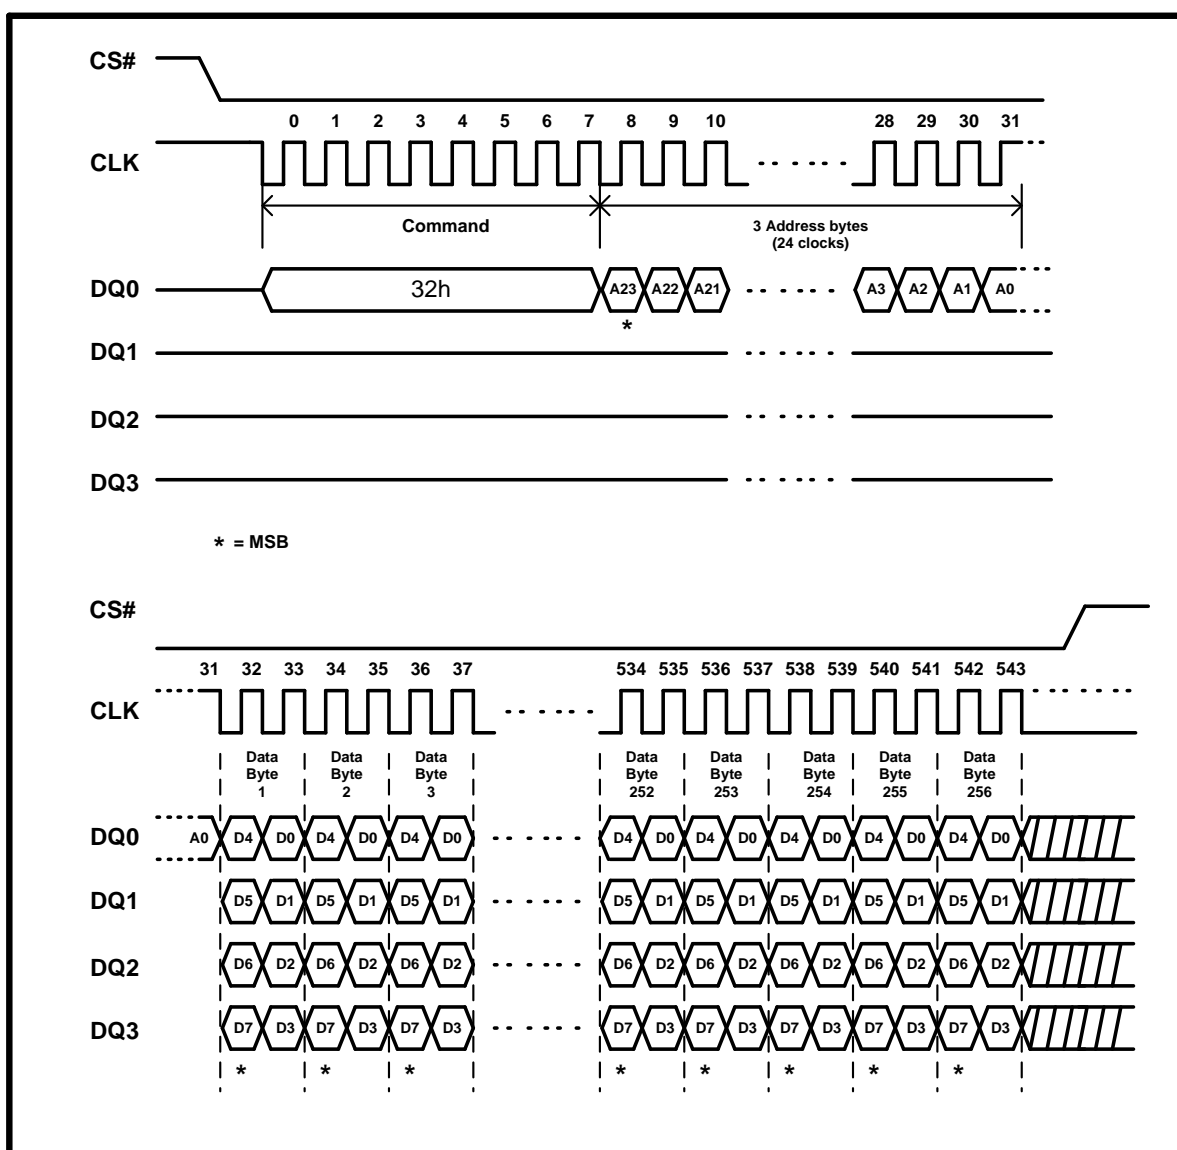 CS#
0 1 2 3 4 5 6 7 8 9 10 28 29 30 31
CLK
Command
3 Address bytes
(24 clocks)
DQ0 32h A23 A22 A21 A3 A2 A1 A0
*
DQ1
DQ2
DQ3
* = MSB
CS#
31 32 33 34 35 36 37 534 535 536 537 538 539 540 541 542 543
CLK
Data Data Data Data Data Data Data Data
Byte Byte Byte Byte Byte Byte Byte Byte
1 2 3 252 253 254 255 256
DQ0 A0 D4 D0 D4 D0 D4 D0 D4 D0 D4 D0 D4 D0 D4 D0 D4 D0
DQ1 D5 D1 D5 D1 D5 D1 D5 D1 D5 D1 D5 D1 D5 D1 D5 D1
DQ2 D6 D2 D6 D2 D6 D2 D6 D2 D6 D2 D6 D2 D6 D2 D6 D2
DQ3 D7 D3 D7 D3 D7 D3 D7 D3 D7 D3 D7 D3 D7 D3 D7 D3
* * * * * * * *